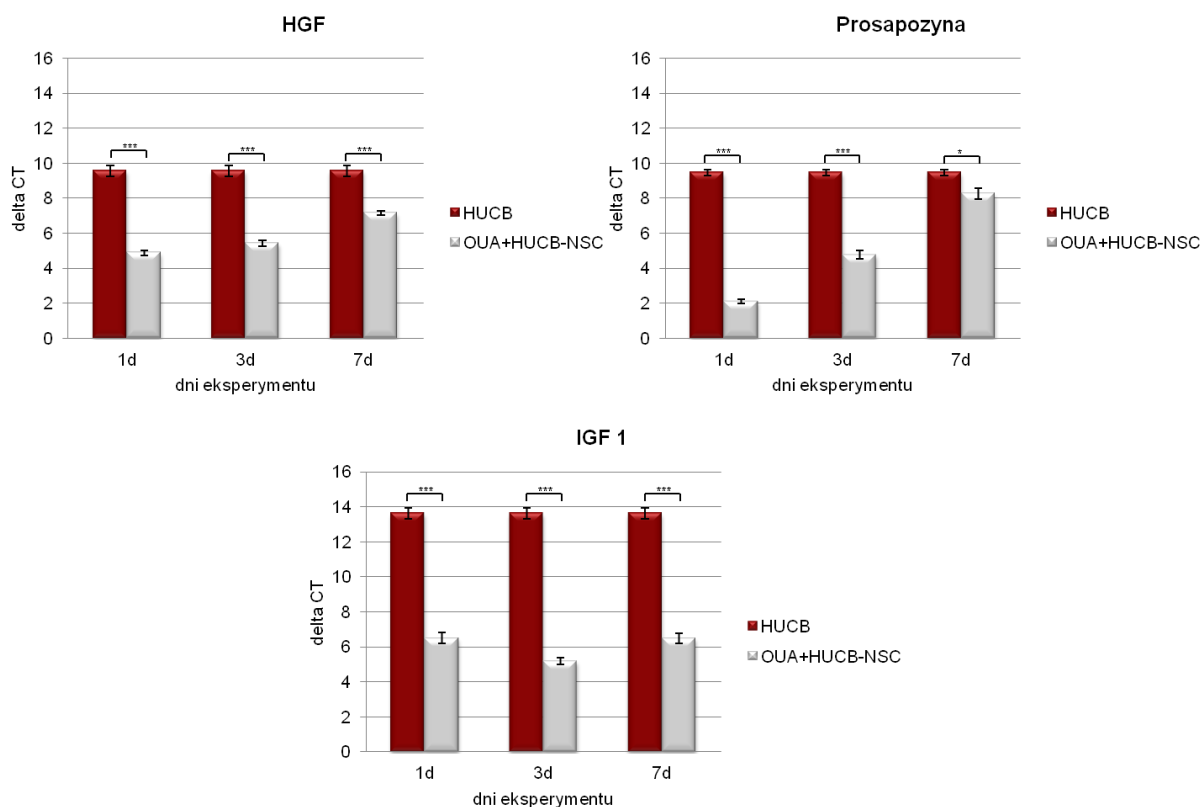 HGF
16
14
12
10
8
6
4
2
0
delta CT
***
***
***
1d
3d
7d
dni eksperymentu
HUCB
OUA+HUCB-NSC
Prosapozyna
16
14
12
10
8
6
4
2
0
delta CT
***
***
*
1d
3d
7d
dni eksperymentu
HUCB
OUA+HUCB-NSC
IGF 1
16
14
12
10
8
6
4
2
0
delta CT
***
***
***
1d
3d
7d
dni eksperymentu
HUCB
OUA+HUCB-NSC